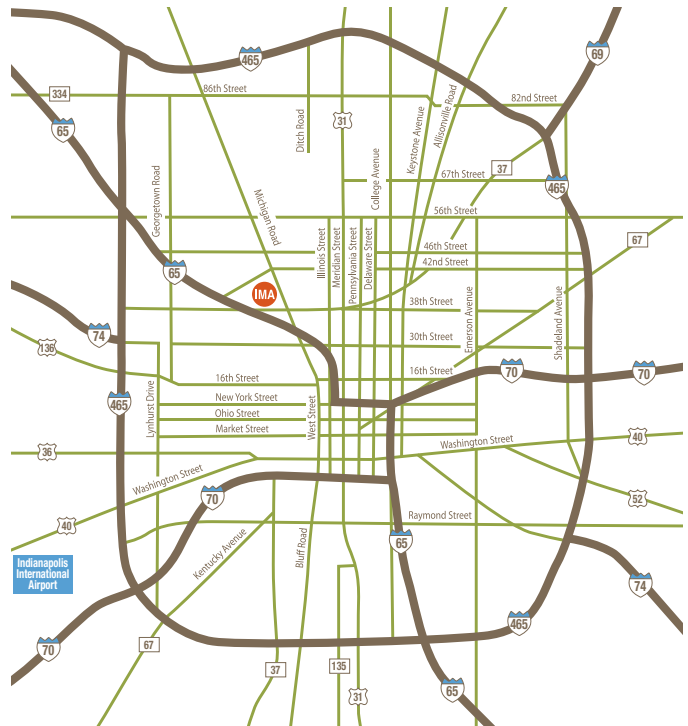 465
69
86th Street
334
82nd Street
31
65
Ditch Road
College Avenue
Keystone Avenue
Allisonville Road
37
67th Street
465
Georgetown Road
Michigan Road
56th Street
67
46th Street
42nd Street
65
Illinois Street
Meridian Street
Pennsylvania Street
Delaware Street
IMA
38th Street
Emerson Avenue
Shadeland Avenue
74
136
30th Street
16th Street
16th Street
70
70
Lynhurst Drive
465
New York Street
Ohio Street
Market Street
West Street
Washington Street
40
36
Washington Street
70
52
40
Raymond Street
Kentucky Avenue
Bluff Road
65
Indianapolis
International
Airport
74
465
67
70
37
135
31
65